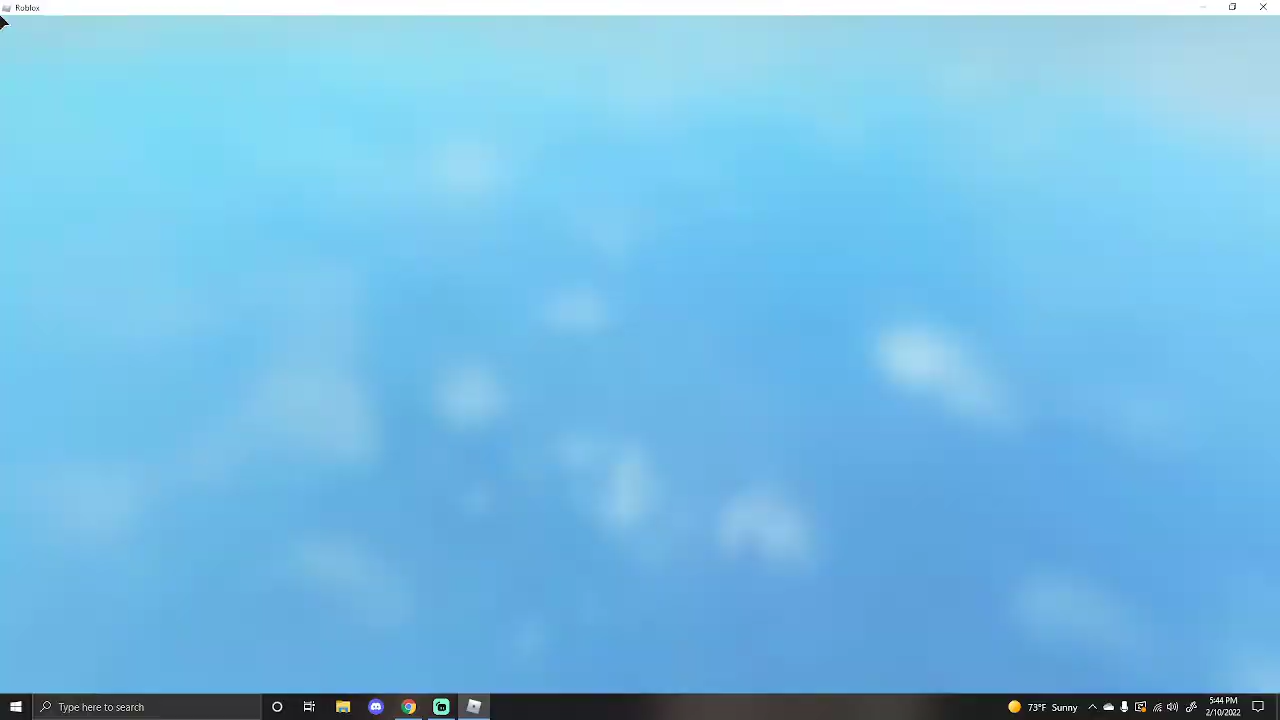 Roblox
Type here to search
73°F Sunny
5:44 PM
2/10/2022